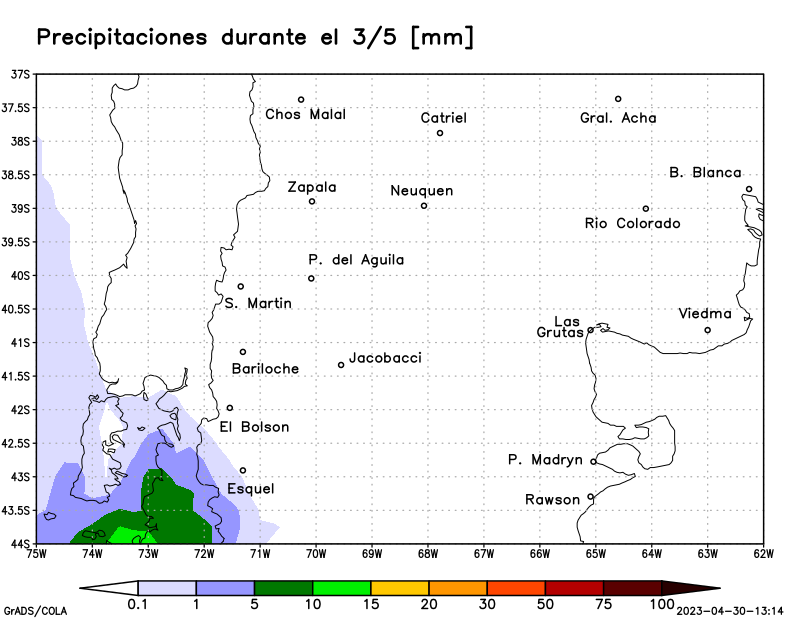 Precipitaciones durante el 3/5 [mm]
37S
37.5S
38S
38.5S
39S
39.5S
40S
40.5S
41S
41.5S
42S
42.5S
43S
43.5S
44S
Chos Malal
Catriel
Gral. Acha
B. Blanca
Zapala
Neuquen
Rio Colorado
P. del Aguila
S. Martin
Viedma
Las
Grutas
Bariloche
Jacobacci
El Bolson
P. Madryn
Esquel
Rawson
75W 74W 73W 72W 71W 70W 69W 68W 67W 66W 65W 64W 63W 62W
0.1 1 5 10 15 20 30 50 75 100
GrADS/COLA
2023-04-30-13:14